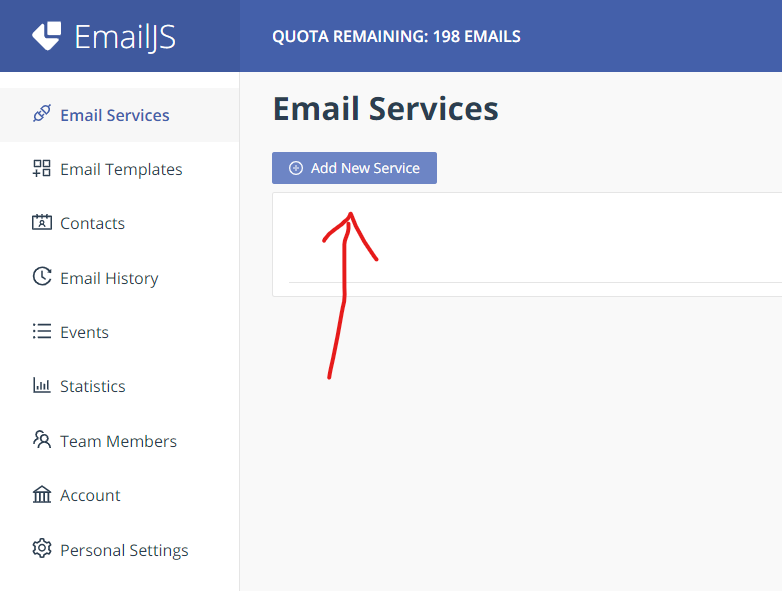 EmailJS
QUOTA REMAINING: 198 EMAILS
Email Services
Email Templates
Contacts
Email History
Events
Statistics
Team Members
Account
Personal Settings
Email Services
Add New Service